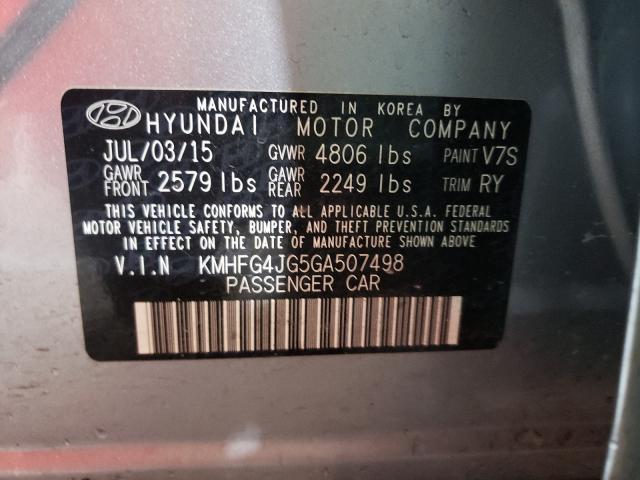 MANUFACTURED IN KOREA BY
HYUNDAI MOTOR COMPANY
JUL/03/15 GVWR 4806 lbs PAINT V7S
GAWR FRONT 2579 lbs GAWR REAR 2249 lbs TRIM RY
THIS VEHICLE CONFORMS TO ALL APPLICABLE U.S.A. FEDERAL
MOTOR VEHICLE SAFETY, BUMPER, AND THEFT PREVENTION STANDARDS
IN EFFECT ON THE DATE OF MANUFACTURE SHOWN ABOVE.
V.I.N KMHFG4JG5GA507498
PASSENGER CAR